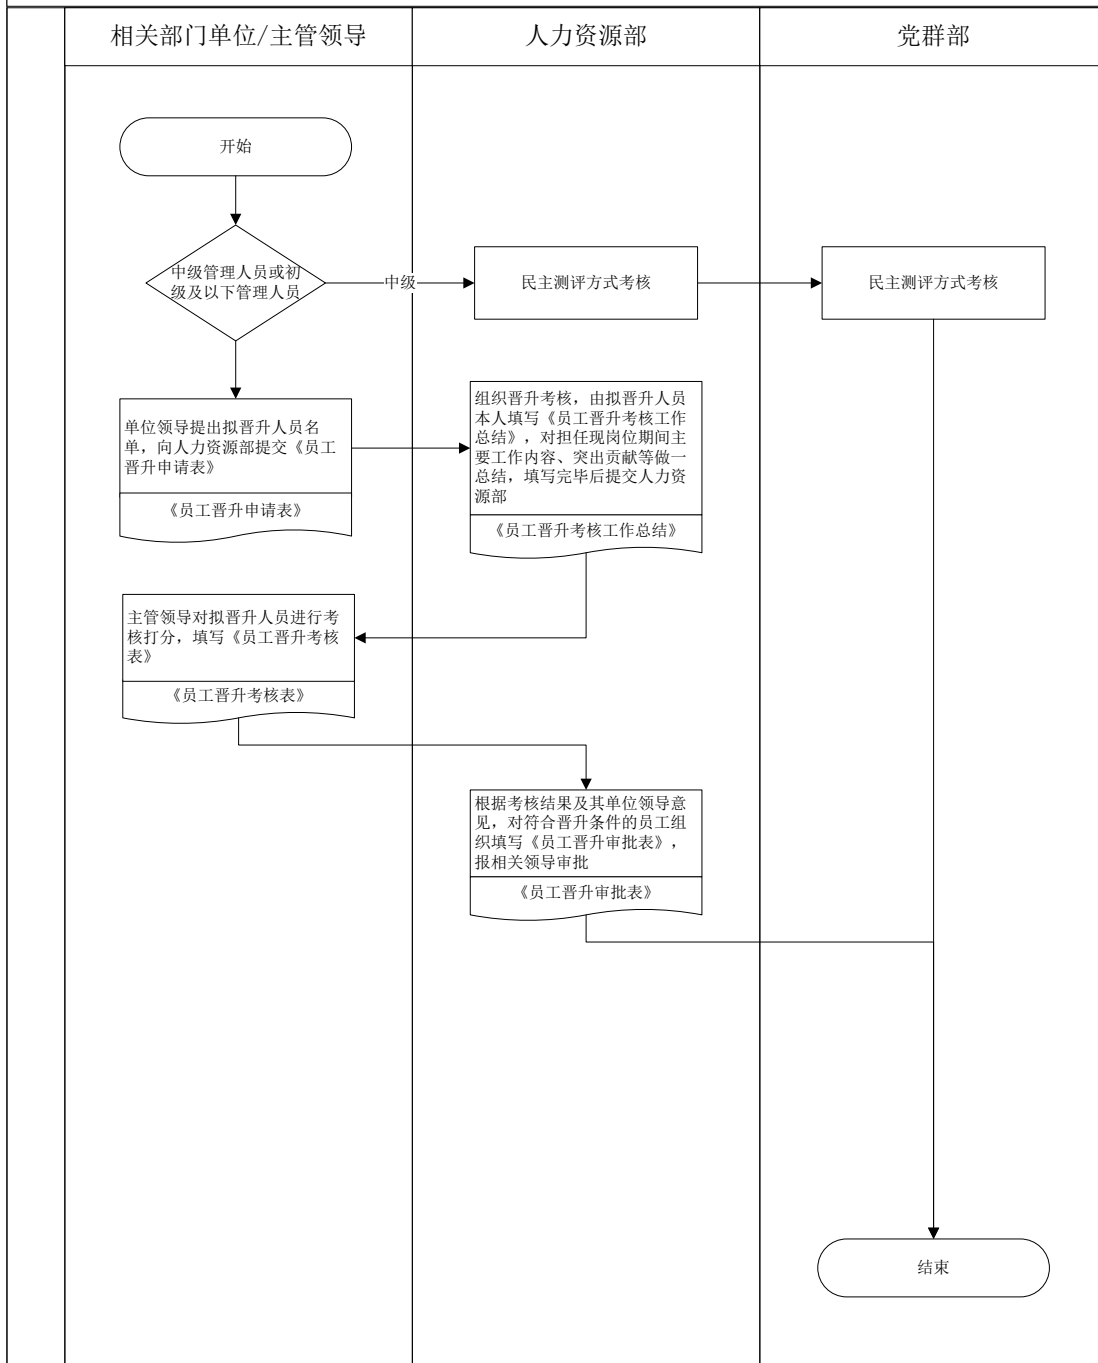 相关部门单位/主管领导
人力资源部
党群部
开始
中级管理人员或初
级及以下管理人员
中级
民主测评方式考核
民主测评方式考核
单位领导提出拟晋升人员名
单，向人力资源部提交《员工
晋升申请表》
《员工晋升申请表》
组织晋升考核，由拟晋升人员
本人填写《员工晋升考核工作
总结》，对担任现岗位期间主
要工作内容、突出贡献等做一
总结，填写完毕后提交人力资
源部
《员工晋升考核工作总结》
主管领导对拟晋升人员进行考
核打分，填写《员工晋升考核
表》
《员工晋升考核表》
根据考核结果及其单位领导意
见，对符合晋升条件的员工组
织填写《员工晋升审批表》，
报相关领导审批
《员工晋升审批表》
结束